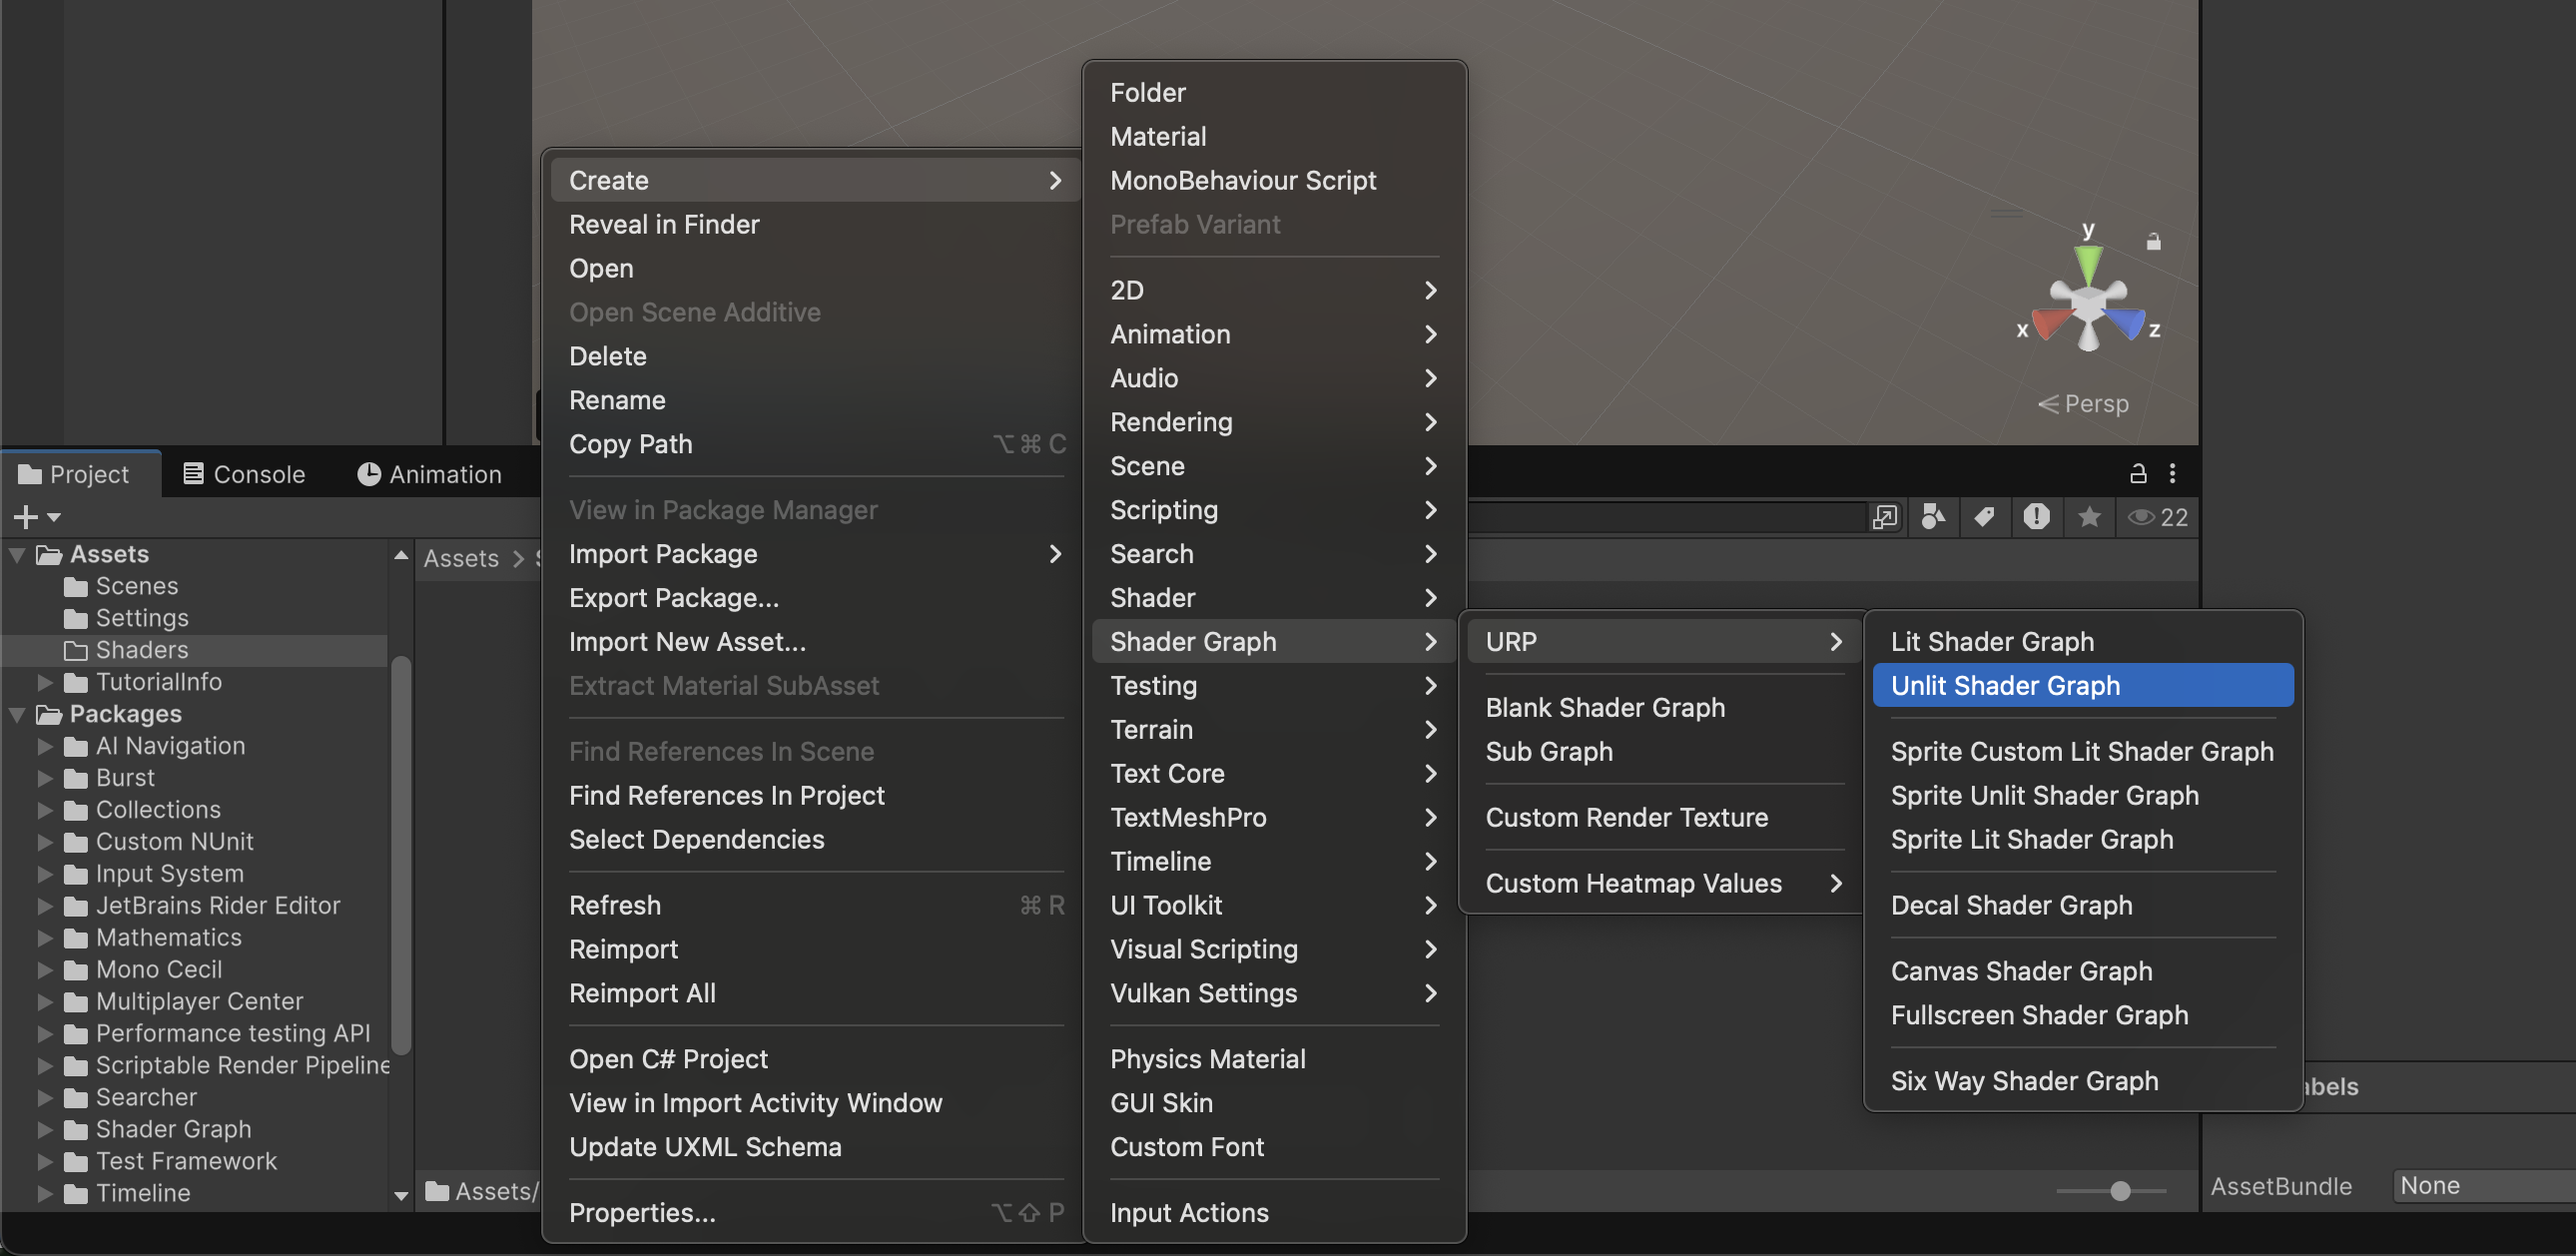 Create
Reveal in Finder
Open
Open Scene Additive
Delete
Rename
Copy Path ⌥⌘C
View in Package Manager
Import Package
Export Package...
Import New Asset...
Extract Material SubAsset
Find References In Scene
Find References In Project
Select Dependencies
Refresh ⌘R
Reimport
Reimport All
Open C# Project
View in Import Activity Window
Update UXML Schema
Properties... ⌥⇧P
Folder
Material
MonoBehaviour Script
Prefab Variant
2D
Animation
Audio
Rendering
Scene
Scripting
Search
Shader
Shader Graph
Testing
Terrain
Text Core
TextMeshPro
Timeline
UI Toolkit
Visual Scripting
Vulkan Settings
Physics Material
GUI Skin
Custom Font
Input Actions
URP
Blank Shader Graph
Sub Graph
Custom Render Texture
Custom Heatmap Values
Lit Shader Graph
Unlit Shader Graph
Sprite Custom Lit Shader Graph
Sprite Unlit Shader Graph
Sprite Lit Shader Graph
Decal Shader Graph
Canvas Shader Graph
Fullscreen Shader Graph
Six Way Shader Graph
y
x
z
Persp
Project
Console
Animation
22
Assets
Scenes
Settings
Shaders
TutorialInfo
Packages
AI Navigation
Burst
Collections
Custom NUnit
Input System
JetBrains Rider Editor
Mathematics
Mono Cecil
Multiplayer Center
Performance testing API
Scriptable Render Pipeline
Searcher
Shader Graph
Test Framework
Timeline
Assets >
Assets/
abels
AssetBundle
None